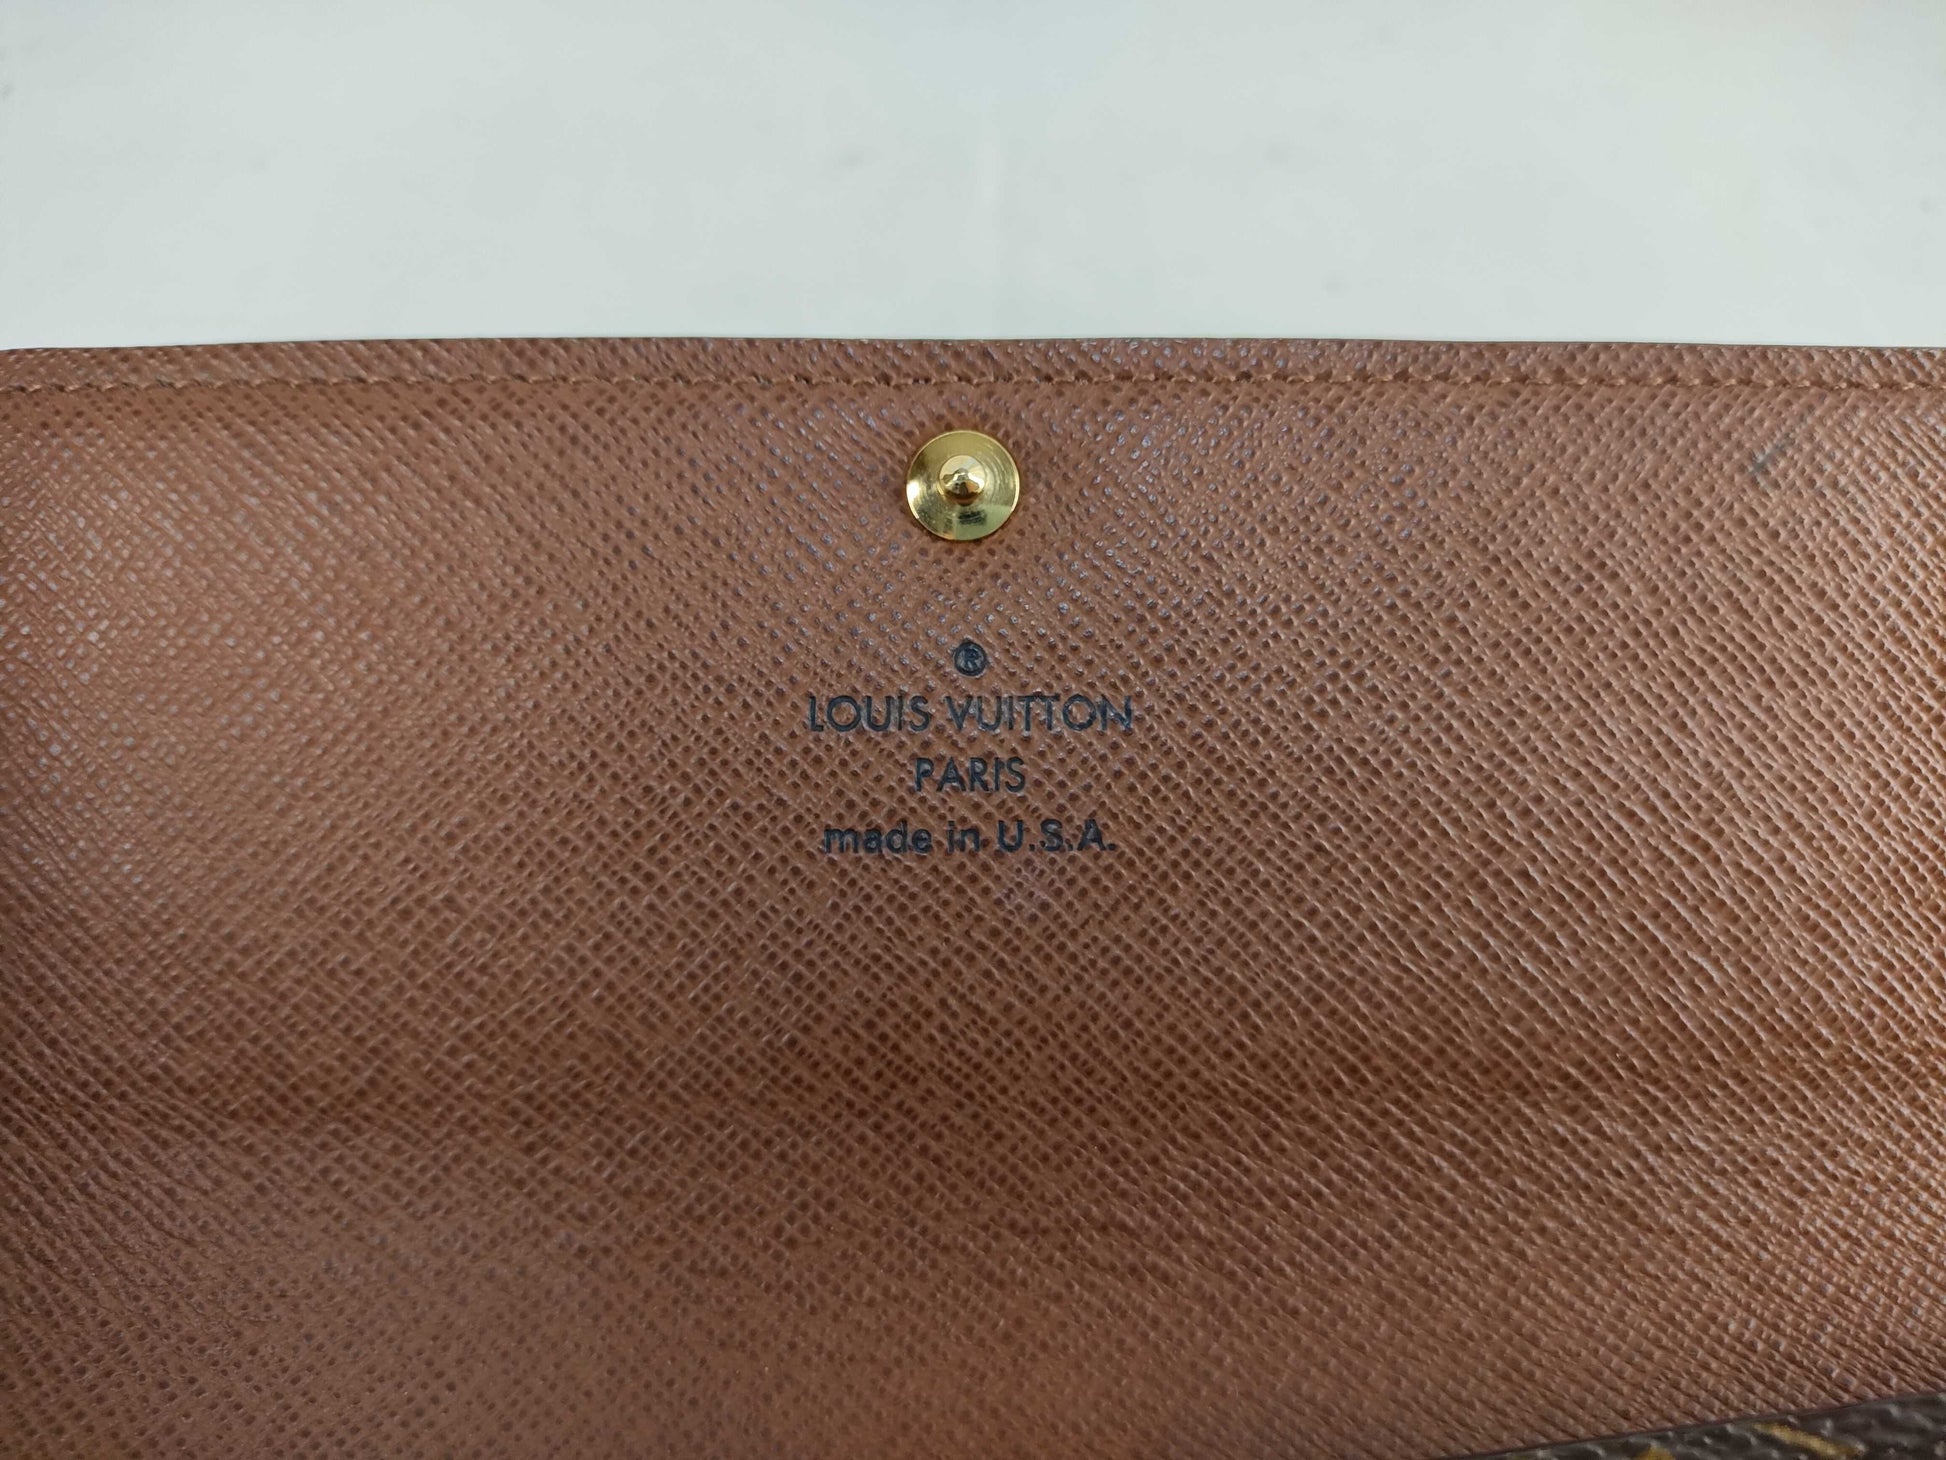 ®
LOUIS VUITTON
PARIS
made in U.S.A.